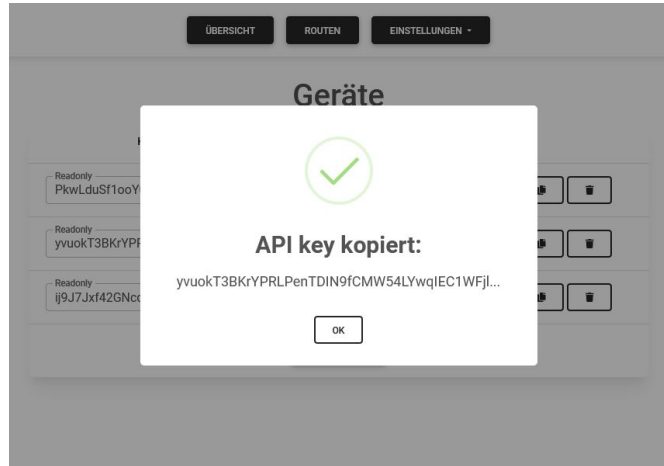 ÜBERSICHT ROUTEN EINSTELLUNGEN
Geräte
Readonly
PkwLduSf1ooY
Readonly
yvuokT3BKrYPF
Readonly
ij9J7Jxf42GNcc
API key kopiert:
yvuokT3BKrYPRLPenTDIN9fCMW54LYwqIEC1WFjl...
OK